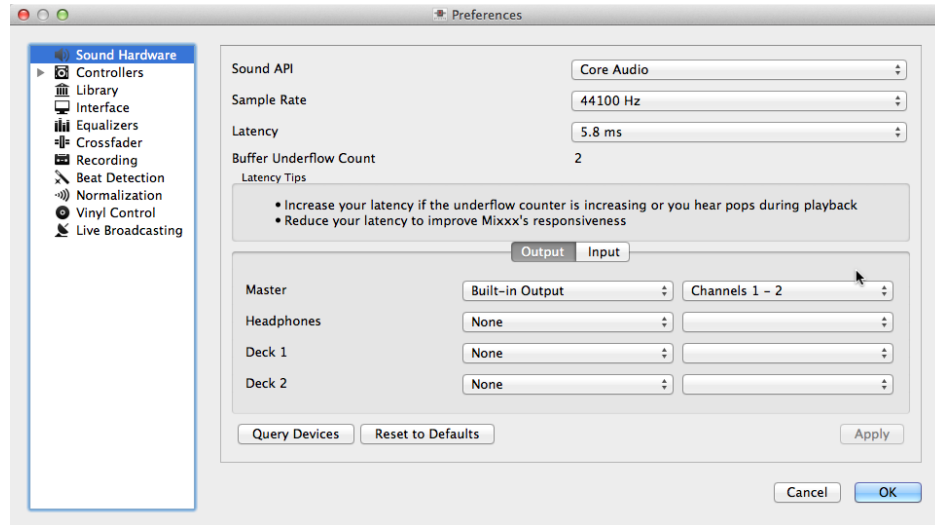 Preferences
Sound Hardware
Controllers
Library
Interface
Equalizers
Crossfader
Recording
Beat Detection
Normalization
Vinyl Control
Live Broadcasting
Sound API
Core Audio
Sample Rate
44100 Hz
Latency
5.8 ms
Buffer Underflow Count
2
Latency Tips
• Increase your latency if the underflow counter is increasing or you hear pops during playback
• Reduce your latency to improve Mixxx's responsiveness
Output
Input
Master
Built-in Output
Channels 1 – 2
Headphones
None
Deck 1
None
Deck 2
None
Query Devices
Reset to Defaults
Apply
Cancel
OK